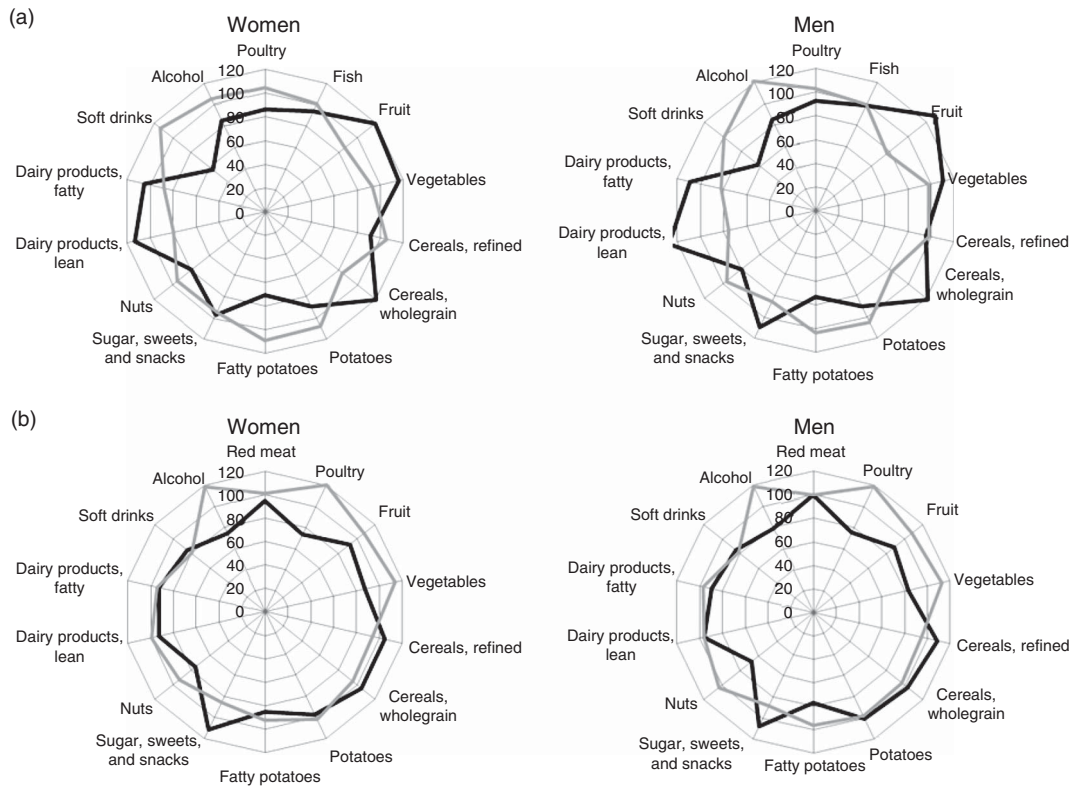 (a)
Women
Poultry
Fish
Fruit
Vegetables
Cereals, refined
Cereals,
wholegrain
Potatoes
Fatty potatoes
Sugar, sweets,
and snacks
Nuts
Dairy products,
lean
Dairy products,
fatty
Soft drinks
Alcohol
120
100
80
60
40
20
0
Men
Poultry
Fish
Fruit
Vegetables
Cereals, refined
Cereals,
wholegrain
Potatoes
Fatty potatoes
Sugar, sweets,
and snacks
Nuts
Dairy products,
lean
Dairy products,
fatty
Soft drinks
Alcohol
120
100
80
60
40
20
0
(b)
Women
Red meat
Poultry
Fruit
Vegetables
Cereals, refined
Cereals,
wholegrain
Potatoes
Fatty potatoes
Sugar, sweets,
and snacks
Nuts
Dairy products,
lean
Dairy products,
fatty
Soft drinks
Alcohol
120
100
80
60
40
20
0
Men
Red meat
Poultry
Fruit
Vegetables
Cereals, refined
Cereals,
wholegrain
Potatoes
Fatty potatoes
Sugar, sweets,
and snacks
Nuts
Dairy products,
lean
Dairy products,
fatty
Soft drinks
Alcohol
120
100
80
60
40
20
0